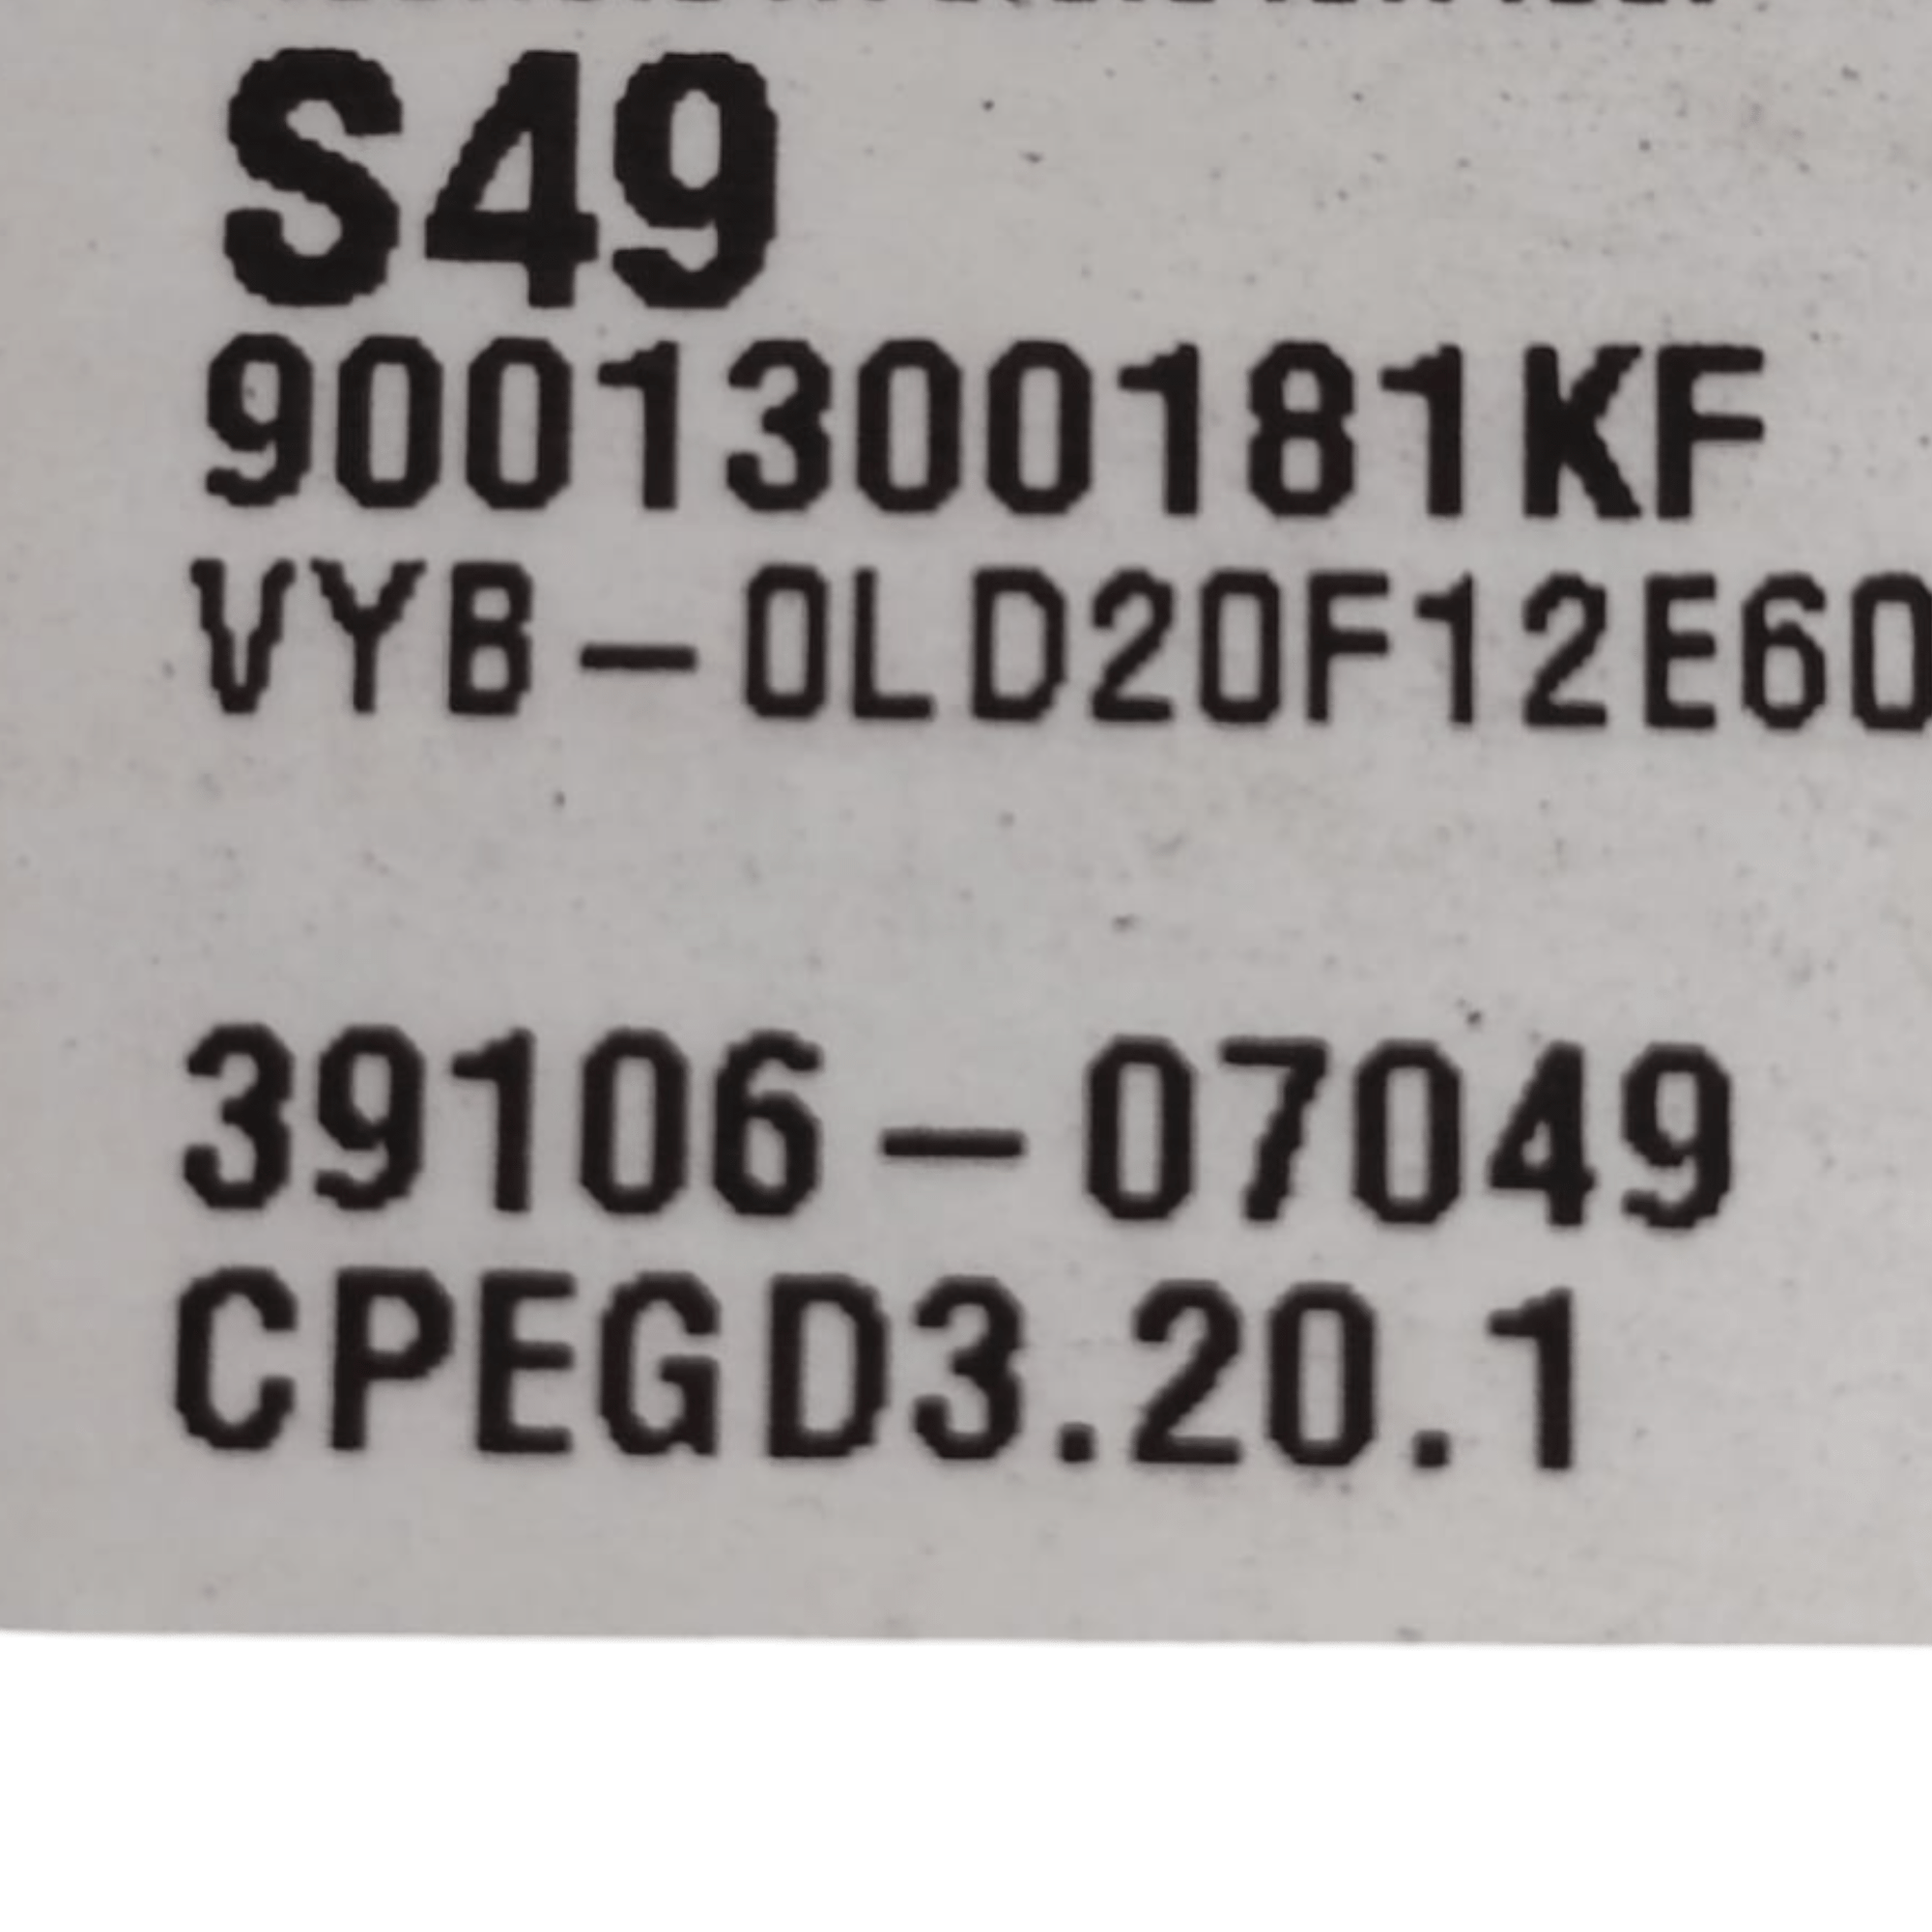 S49
9001300181KF
VYB-0LD20F12E60
39106-07049
CPEGD3.20.1